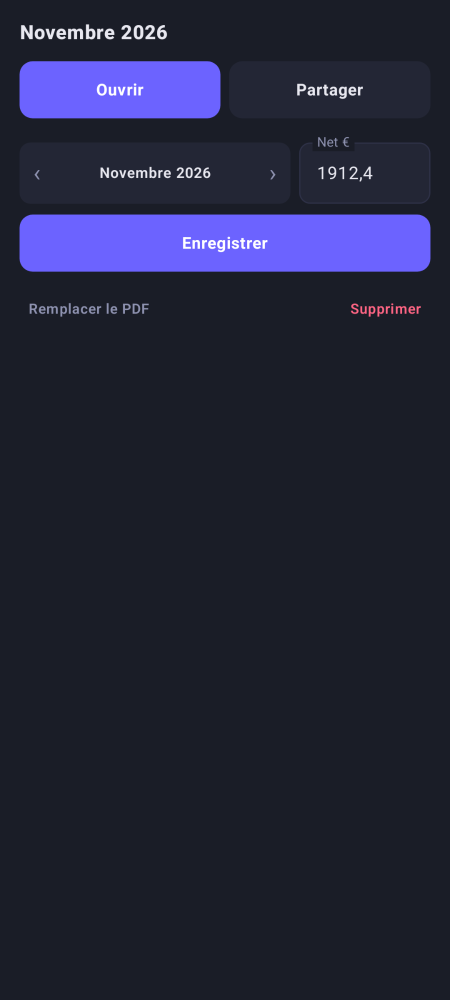 Novembre 2026
Ouvrir
Partager
Net €
‹ Novembre 2026 ›
1912,4
Enregistrer
Remplacer le PDF
Supprimer